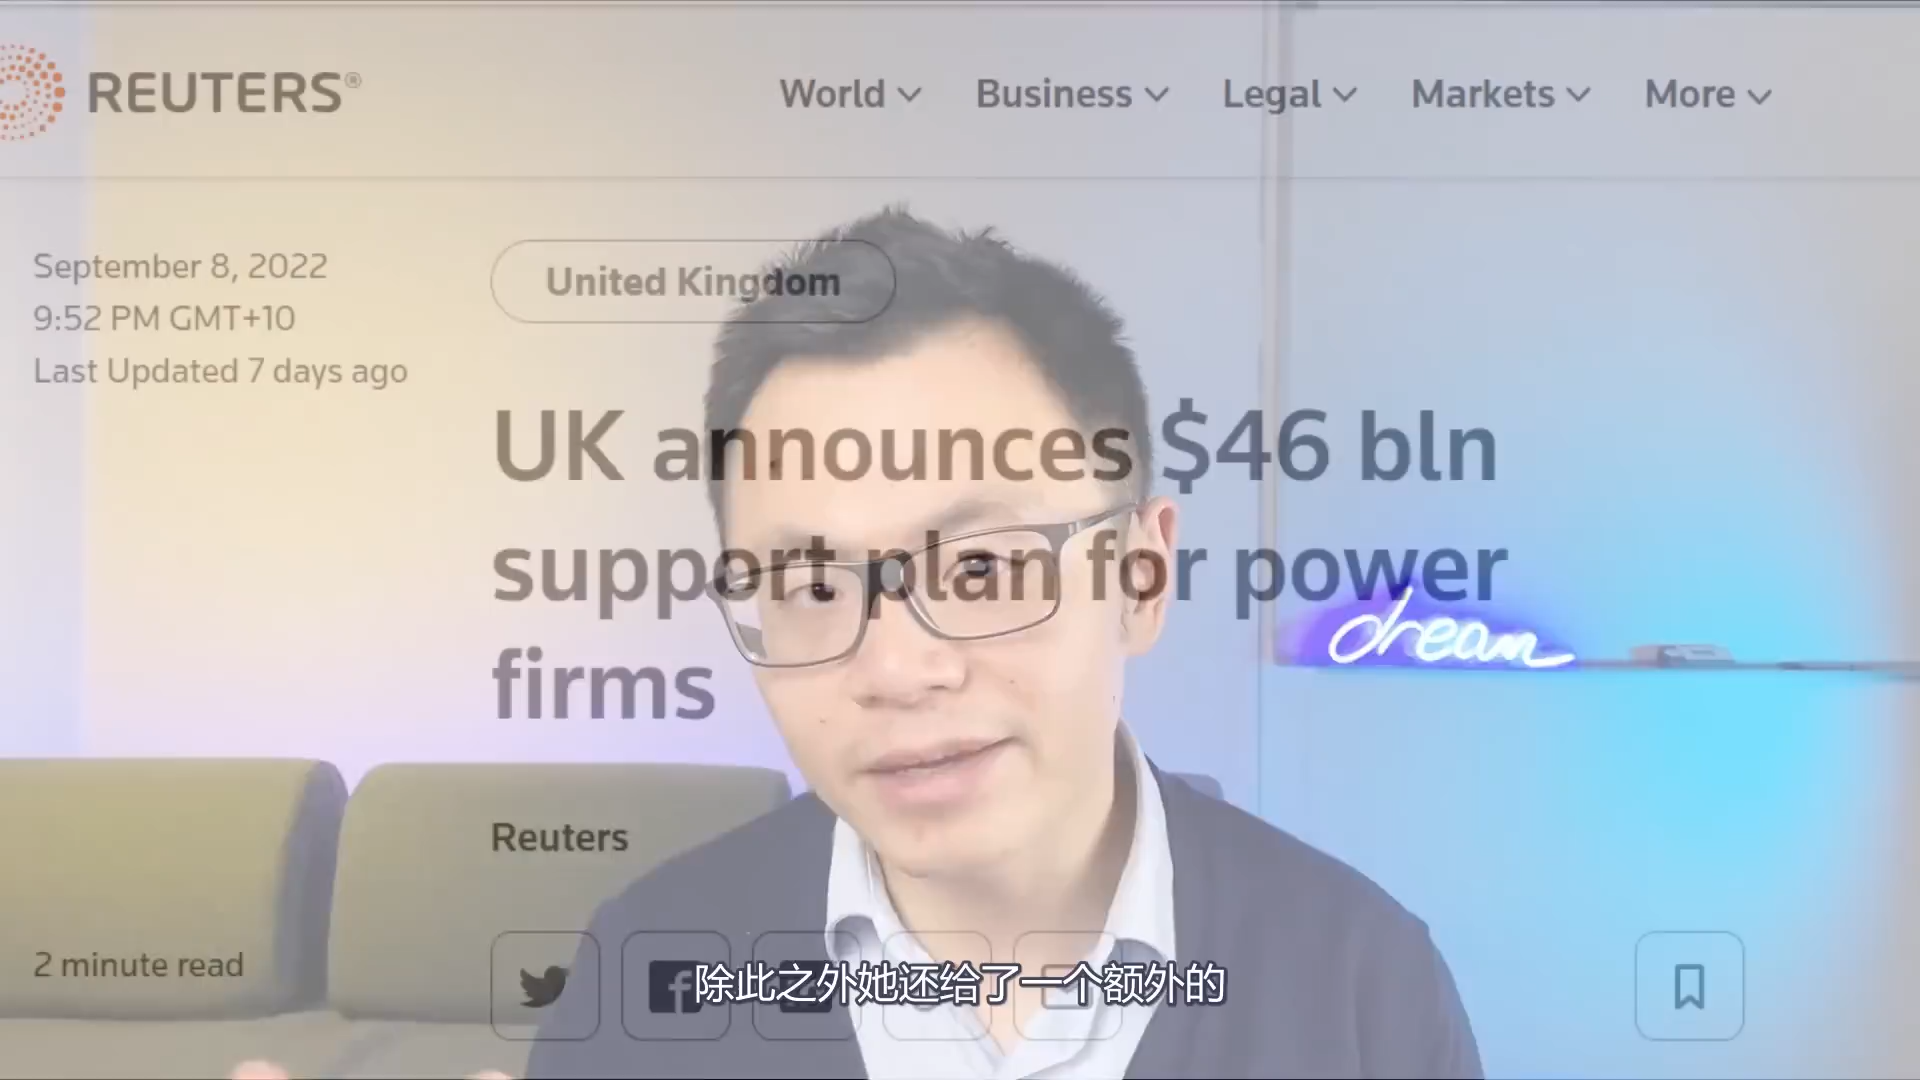 REUTERS®
World
Business
Legal
Markets
More
September 8, 2022
9:52 PM GMT+10
Last Updated 7 days ago
United Kingdom
UK announces $46 bln
support plan for power
firms
dream
Reuters
2 minute read
除此之外她还给了一个额外的